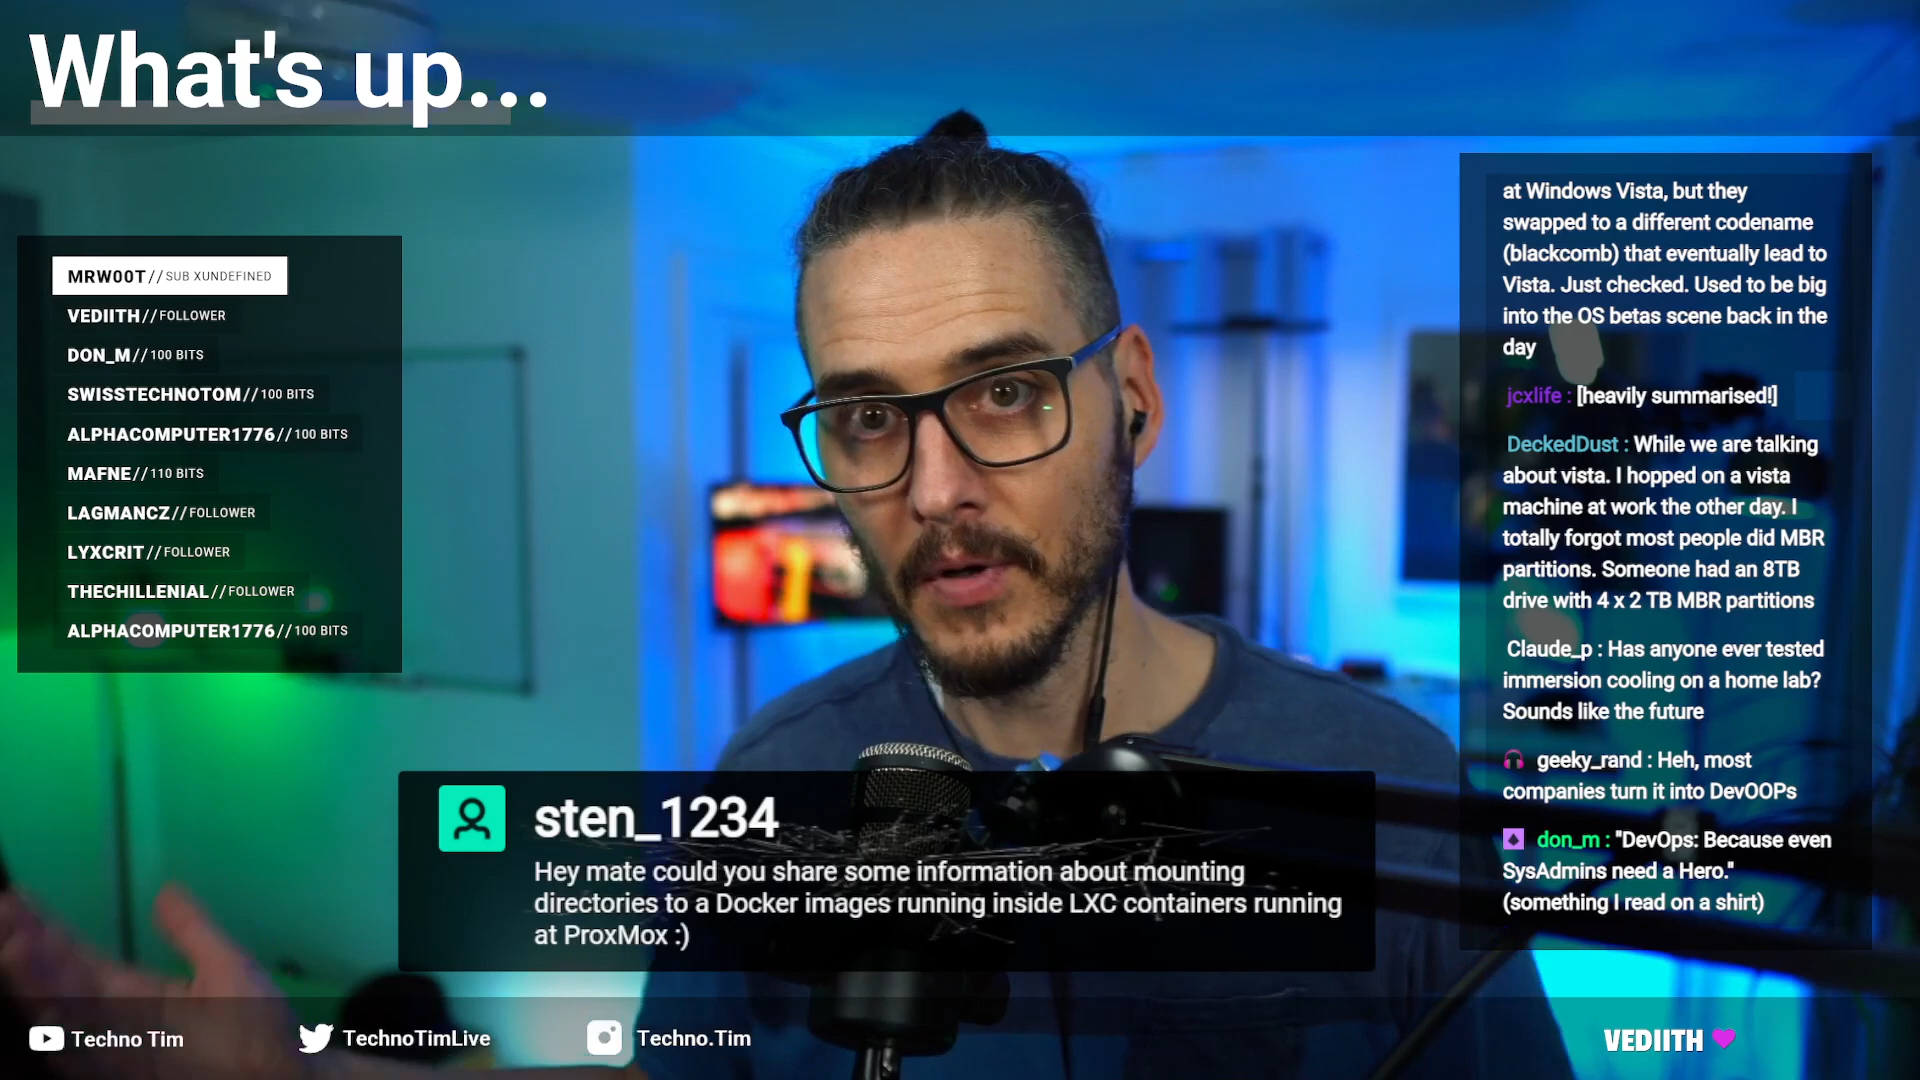 What's up...
MRW00T//SUB XUNDEFINED
VEDIITH//FOLLOWER
DON_M//100 BITS
SWISSTECHNOTOM//100 BITS
ALPHACOMPUTER1776//100 BITS
MAFNE//110 BITS
LAGMANCZ//FOLLOWER
LYXCRIT//FOLLOWER
THECHILLENIAL//FOLLOWER
ALPHACOMPUTER1776//100 BITS
at Windows Vista, but they
swapped to a different codename
(blackcomb) that eventually lead to
Vista. Just checked. Used to be big
into the OS betas scene back in the
day
jcxlife : [heavily summarised!]
DeckedDust : While we are talking
about vista. I hopped on a vista
machine at work the other day. I
totally forgot most people did MBR
partitions. Someone had an 8TB
drive with 4 x 2 TB MBR partitions
Claude_p : Has anyone ever tested
immersion cooling on a home lab?
Sounds like the future
geeky_rand : Heh, most
companies turn it into DevOOPs
don_m : "DevOps: Because even
SysAdmins need a Hero."
(something I read on a shirt)
sten_1234
Hey mate could you share some information about mounting
directories to a Docker images running inside LXC containers running
at ProxMox :)
Techno Tim
TechnoTimLive
Techno.Tim
VEDIITH